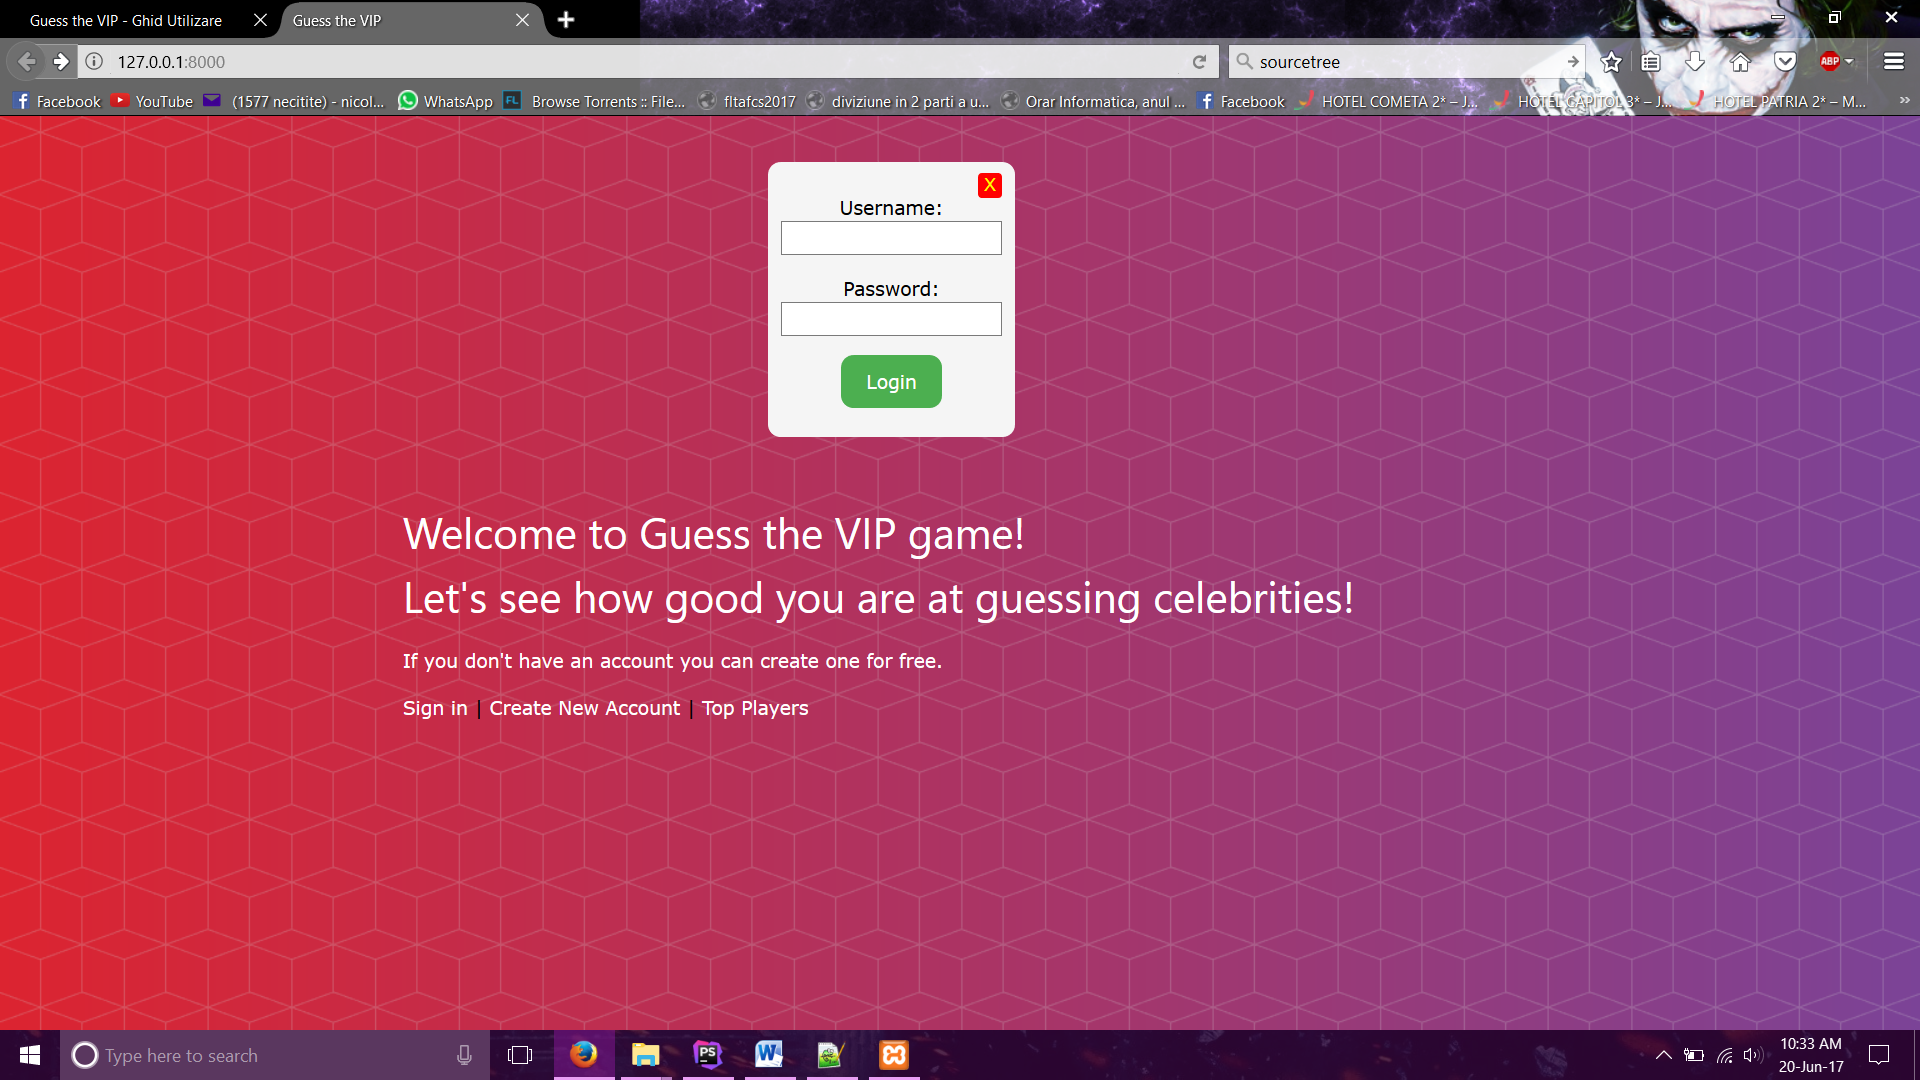 Guess the VIP - Ghid Utilizare
Guess the VIP
127.0.0.1:8000
sourcetree
ABP
Facebook
YouTube
(1577 necitite) - nicol...
WhatsApp
FL
Browse Torrents :: File...
fltafcs2017
diviziune in 2 parti a u...
Orar Informatica, anul ...
Facebook
HOTEL COMETA 2* – J...
HOTEL CAPITOL 3* – J...
HOTEL PATRIA 2* – M...
X
Username:
Password:
Login
Welcome to Guess the VIP game!
Let's see how good you are at guessing celebrities!
If you don't have an account you can create one for free.
Sign in | Create New Account | Top Players
Type here to search
PS
W
10:33 AM
20-Jun-17